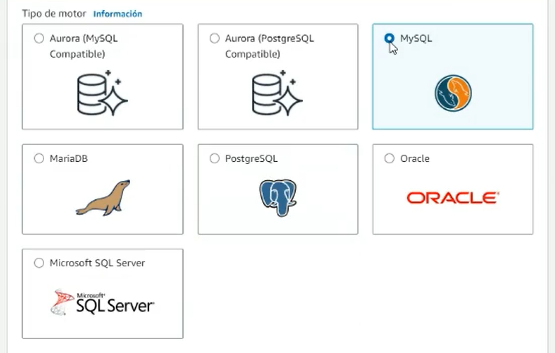 Tipo de motor Información
Aurora (MySQL
Compatible)
Aurora (PostgreSQL
Compatible)
MySQL
MariaDB
PostgreSQL
Oracle
ORACLE
Microsoft SQL Server
Microsoft
SQL Server